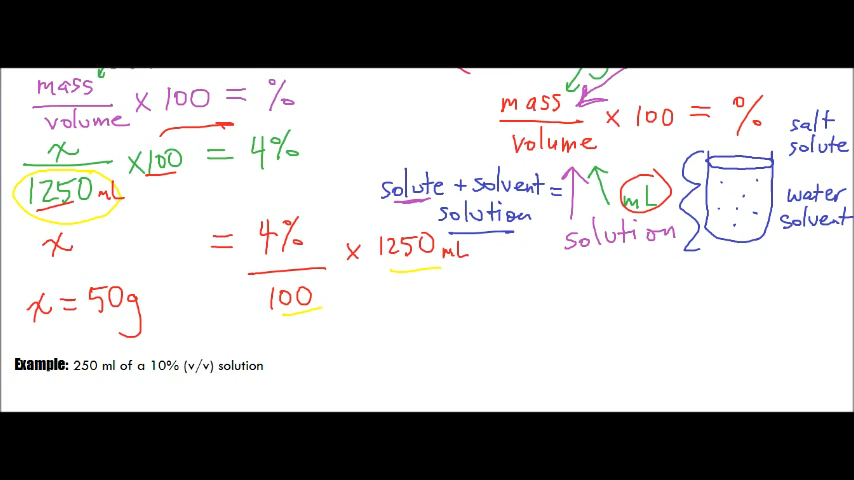 mass
volume
× 100 = %
x
1250 mL
× 100 = 4%
x = 4%
100
× 1250 mL
x = 50g
mass
volume
× 100 = %
solute + solvent =
solution
mL
solution
salt
solute
water
solvent
Example: 250 ml of a 10% (v/v) solution